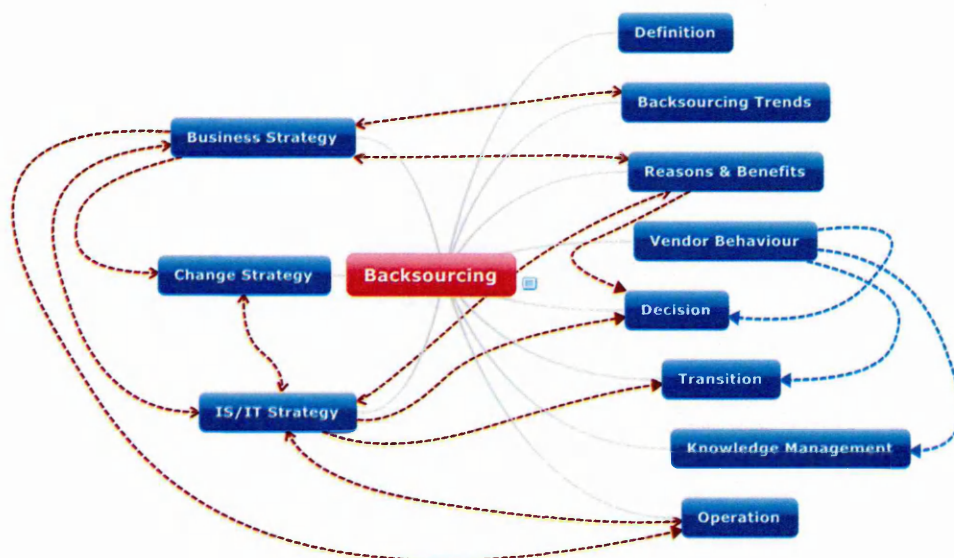 Definition
Backsourcing Trends
Business Strategy
Reasons & Benefits
Vendor Behaviour
Change Strategy
Backsourcing
Decision
Transition
IS/IT Strategy
Knowledge Management
Operation